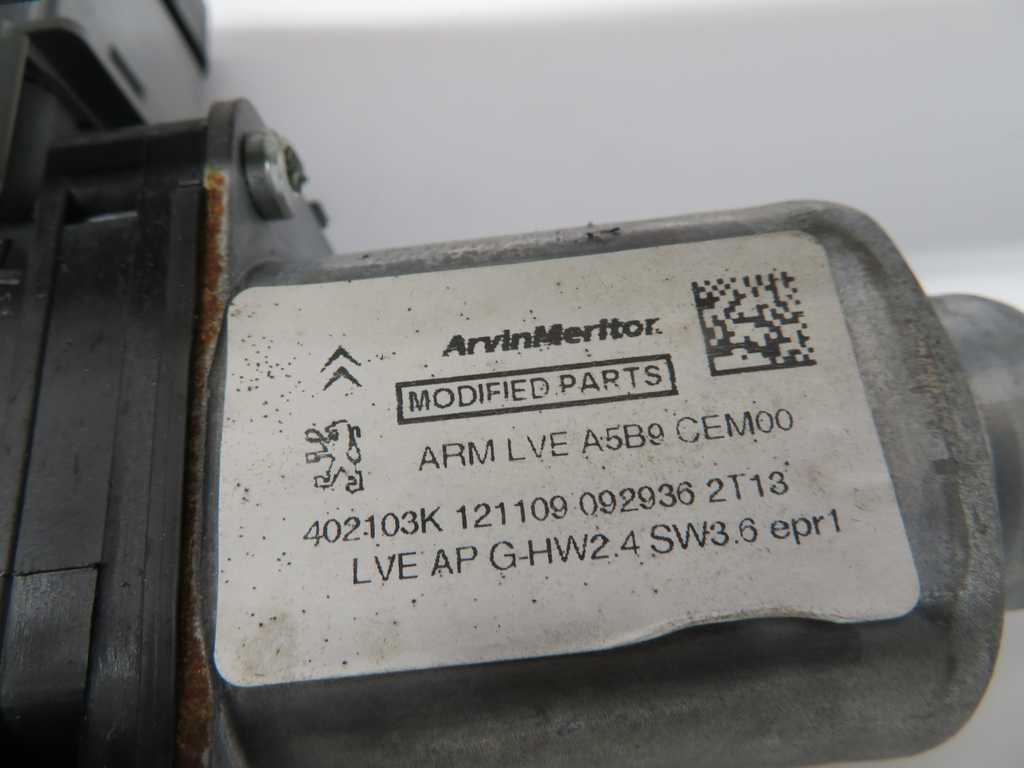 ArvinMeritor
MODIFIED PARTS
ARM LVE A5B9 CEM00
402103K 121109 092936 2T13
LVE AP G-HW2.4 SW3.6 epr1